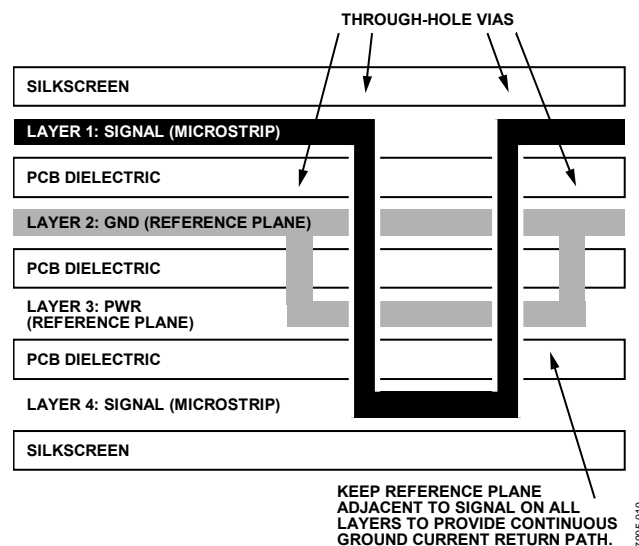 THROUGH-HOLE VIAS
SILKSCREEN
LAYER 1: SIGNAL (MICROSTRIP)
PCB DIELECTRIC
LAYER 2: GND (REFERENCE PLANE)
PCB DIELECTRIC
LAYER 3: PWR
(REFERENCE PLANE)
PCB DIELECTRIC
LAYER 4: SIGNAL (MICROSTRIP)
SILKSCREEN
KEEP REFERENCE PLANE
ADJACENT TO SIGNAL ON ALL
LAYERS TO PROVIDE CONTINUOUS
GROUND CURRENT RETURN PATH.